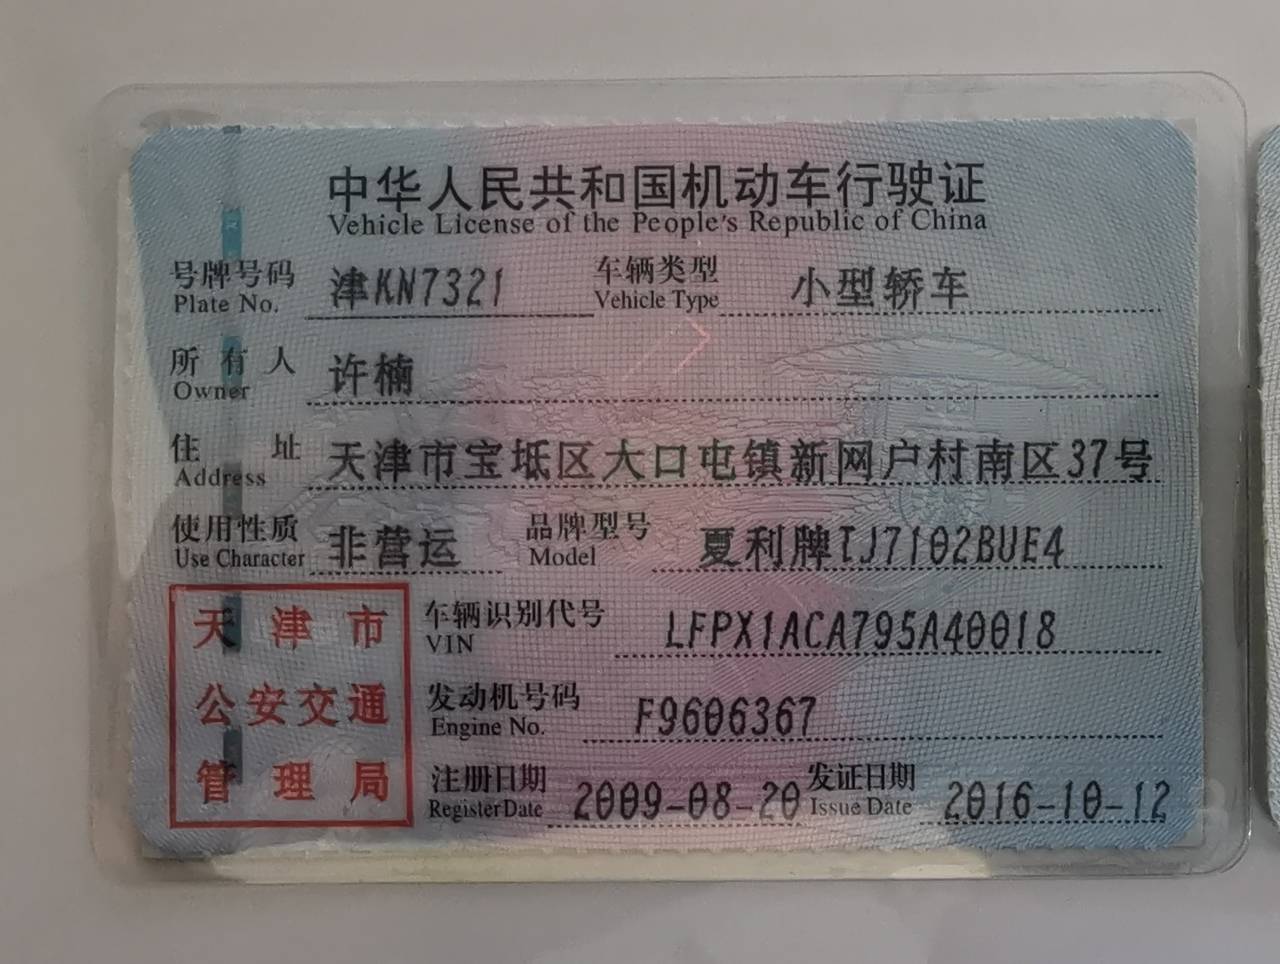 中华人民共和国机动车行驶证
Vehicle License of the People's Republic of China
号牌号码 津KN7321 车辆类型 小型轿车
Plate No. Vehicle Type
所有人 许楠
Owner
住址 天津市宝坻区大口屯镇新网户村南区37号
Address
使用性质 非营运 品牌型号 夏利牌TJ7102BUE4
Use Character Model
天津市
公安交通
管理局
车辆识别代号 LFPX1ACA795A40018
VIN
发动机号码 F9606367
Engine No.
注册日期 2009-08-20 发证日期 2016-10-12
Register Date Issue Date